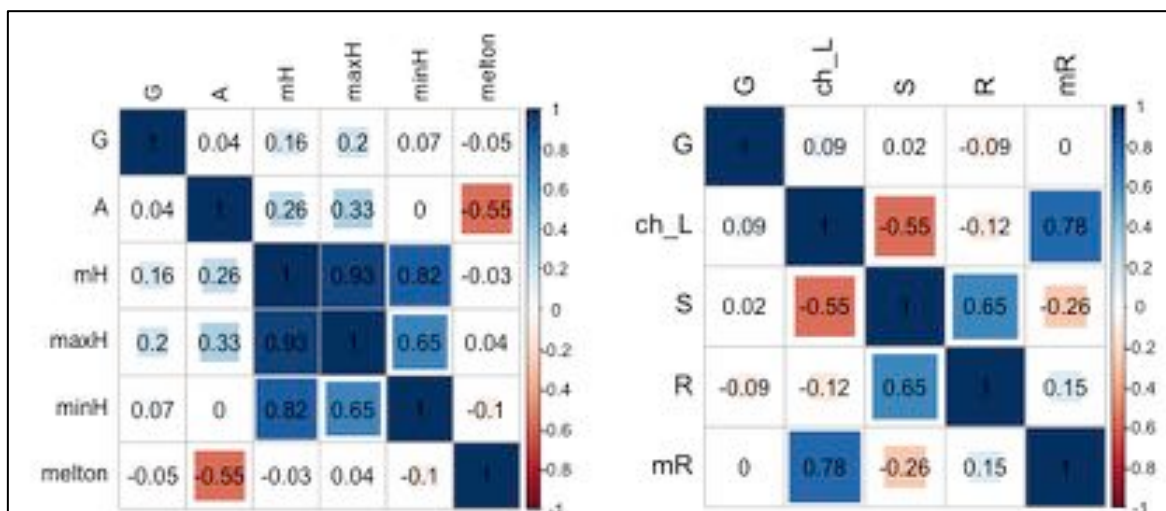 G A mH maxH minH melton
G 1 0.04 0.16 0.2 0.07 -0.05
A 0.04 1 0.26 0.33 0 -0.55
mH 0.16 0.26 1 0.93 0.82 -0.03
maxH 0.2 0.33 0.93 1 0.65 0.04
minH 0.07 0 0.82 0.65 1 -0.1
melton -0.05 -0.55 -0.03 0.04 -0.1 1
1
0.8
0.6
0.4
0.2
0
-0.2
-0.4
-0.6
-0.8
-1
G ch_L S R mR
G 1 0.09 0.02 -0.09 0
ch_L 0.09 1 -0.55 -0.12 0.78
S 0.02 -0.55 1 0.65 -0.26
R -0.09 -0.12 0.65 1 0.15
mR 0 0.78 -0.26 0.15 1
1
0.8
0.6
0.4
0.2
0
-0.2
-0.4
-0.6
-0.8
-1